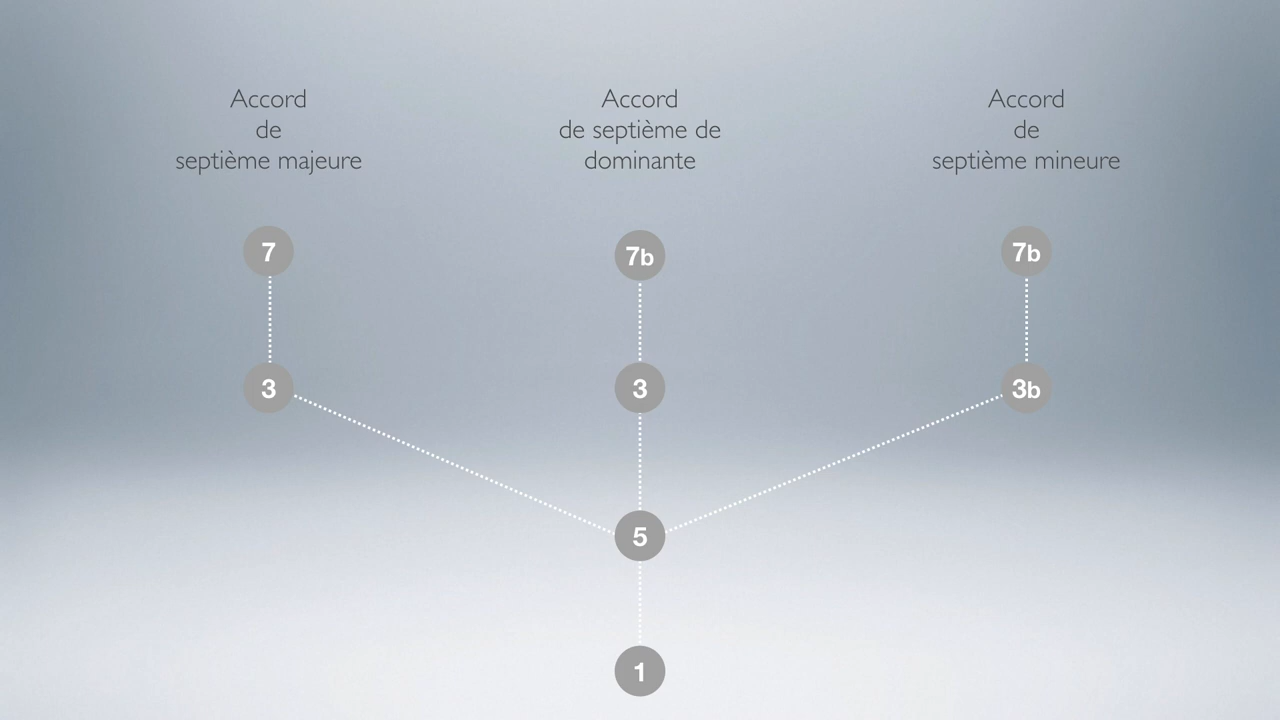 Accord
de
septième majeure
Accord
de septième de
dominante
Accord
de
septième mineure
7
7b
7b
3
3
3b
5
1